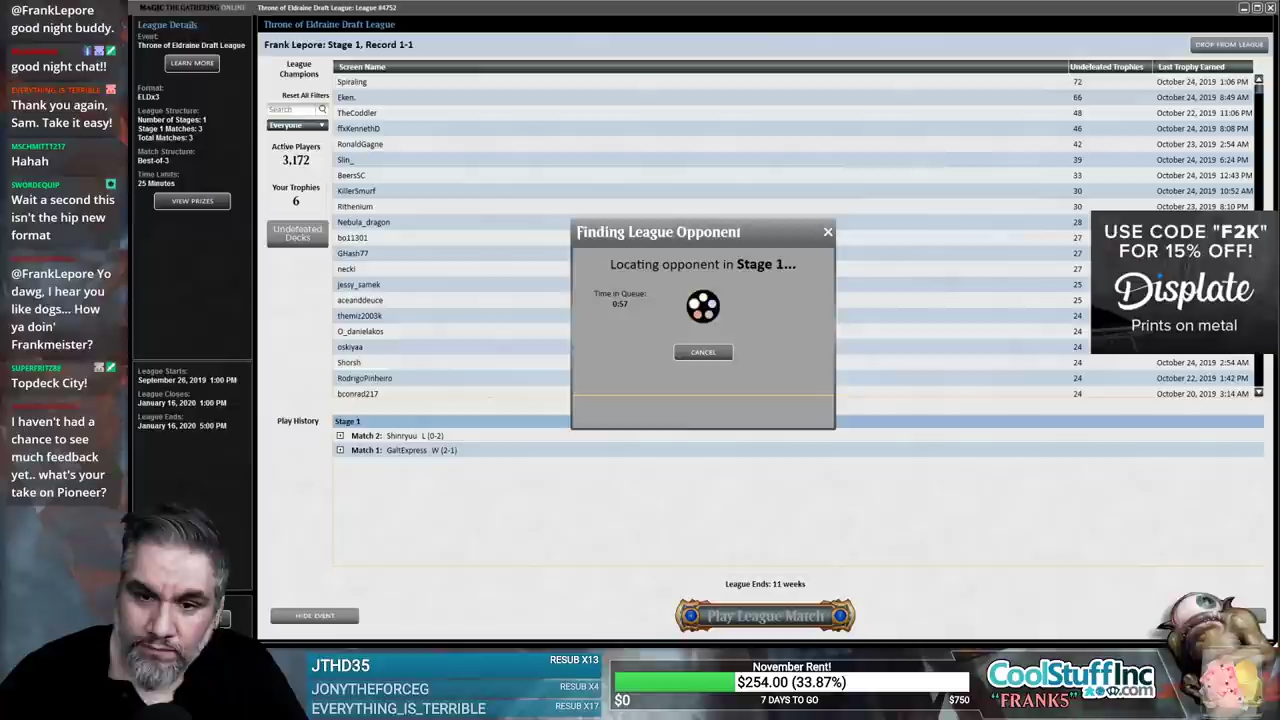 @FrankLepore
good night buddy.
good night chat!!
EVERYTHING_IS_TERRIBLE
Thank you again,
Sam. Take it easy!
MSCHMITT1217
Hahah
SWORDEQUIP
Wait a second this
isn't the hip new
format
@FrankLepore Yo
dawg, I hear you
like dogs... How
ya doin'
Frankmeister?
SUPERFRITZ88
Topdeck City!
I haven't had a
chance to see
much feedback
yet.. what's your
take on Pioneer?
MAGIC THE GATHERING ONLINE
Throne of Eldraine Draft League: League #4752
League Details
Event:
Throne of Eldraine Draft League
LEARN MORE
Format:
ELDx3
League Structure:
Number of Stages: 1
Stage 1 Matches: 3
Total Matches: 3
Match Structure:
Best-of-3
Time Limits:
25 Minutes
VIEW PRIZES
League Starts:
September 26, 2019 1:00 PM
League Closes:
January 16, 2020 1:00 PM
League Ends:
January 16, 2020 5:00 PM
Throne of Eldraine Draft League
Frank Lepore: Stage 1, Record 1-1
DROP FROM LEAGUE
League
Champions
Reset All Filters
Search
Everyone
Active Players
3,172
Your Trophies
6
Undefeated
Decks
Screen Name Undefeated Trophies Last Trophy Earned
Spiraling 72 October 24, 2019 1:06 PM
Eken. 66 October 24, 2019 8:49 AM
TheCoddler 48 October 22, 2019 11:06 PM
ffxKennethD 46 October 24, 2019 8:08 PM
RonaldGagne 42 October 23, 2019 2:54 AM
Slin_ 39 October 24, 2019 6:24 PM
BeersSC 33 October 24, 2019 12:43 PM
KillerSmurf 30 October 24, 2019 10:52 AM
Rithenium 30 October 23, 2019 8:10 PM
Nebula_dragon 28
bo11301 27
GHash77 27
necki 27
jessy_samek 25
aceanddeuce 25
themiz2003k 24
O_danielakos 24
oskiyaa 24
Shorsh 24 October 24, 2019 2:54 AM
RodrigoPinheiro 24 October 22, 2019 1:42 PM
bconrad217 24 October 20, 2019 3:14 AM
Finding League Opponent
Locating opponent in Stage 1...
Time in Queue:
0:57
CANCEL
USE CODE "F2K"
FOR 15% OFF!
Displate
Prints on metal
Play History
Stage 1
Match 2: Shinryuu L (0-2)
Match 1: GaltExpress W (2-1)
League Ends: 11 weeks
HIDE EVENT
Play League Match
JTHD35 RESUB X13
JONYTHEFORCEG RESUB X4
EVERYTHING_IS_TERRIBLE RESUB X17
November Rent!
$254.00 (33.87%)
$0 7 DAYS TO GO $750
CoolStuffInc
.com
"FRANKS"